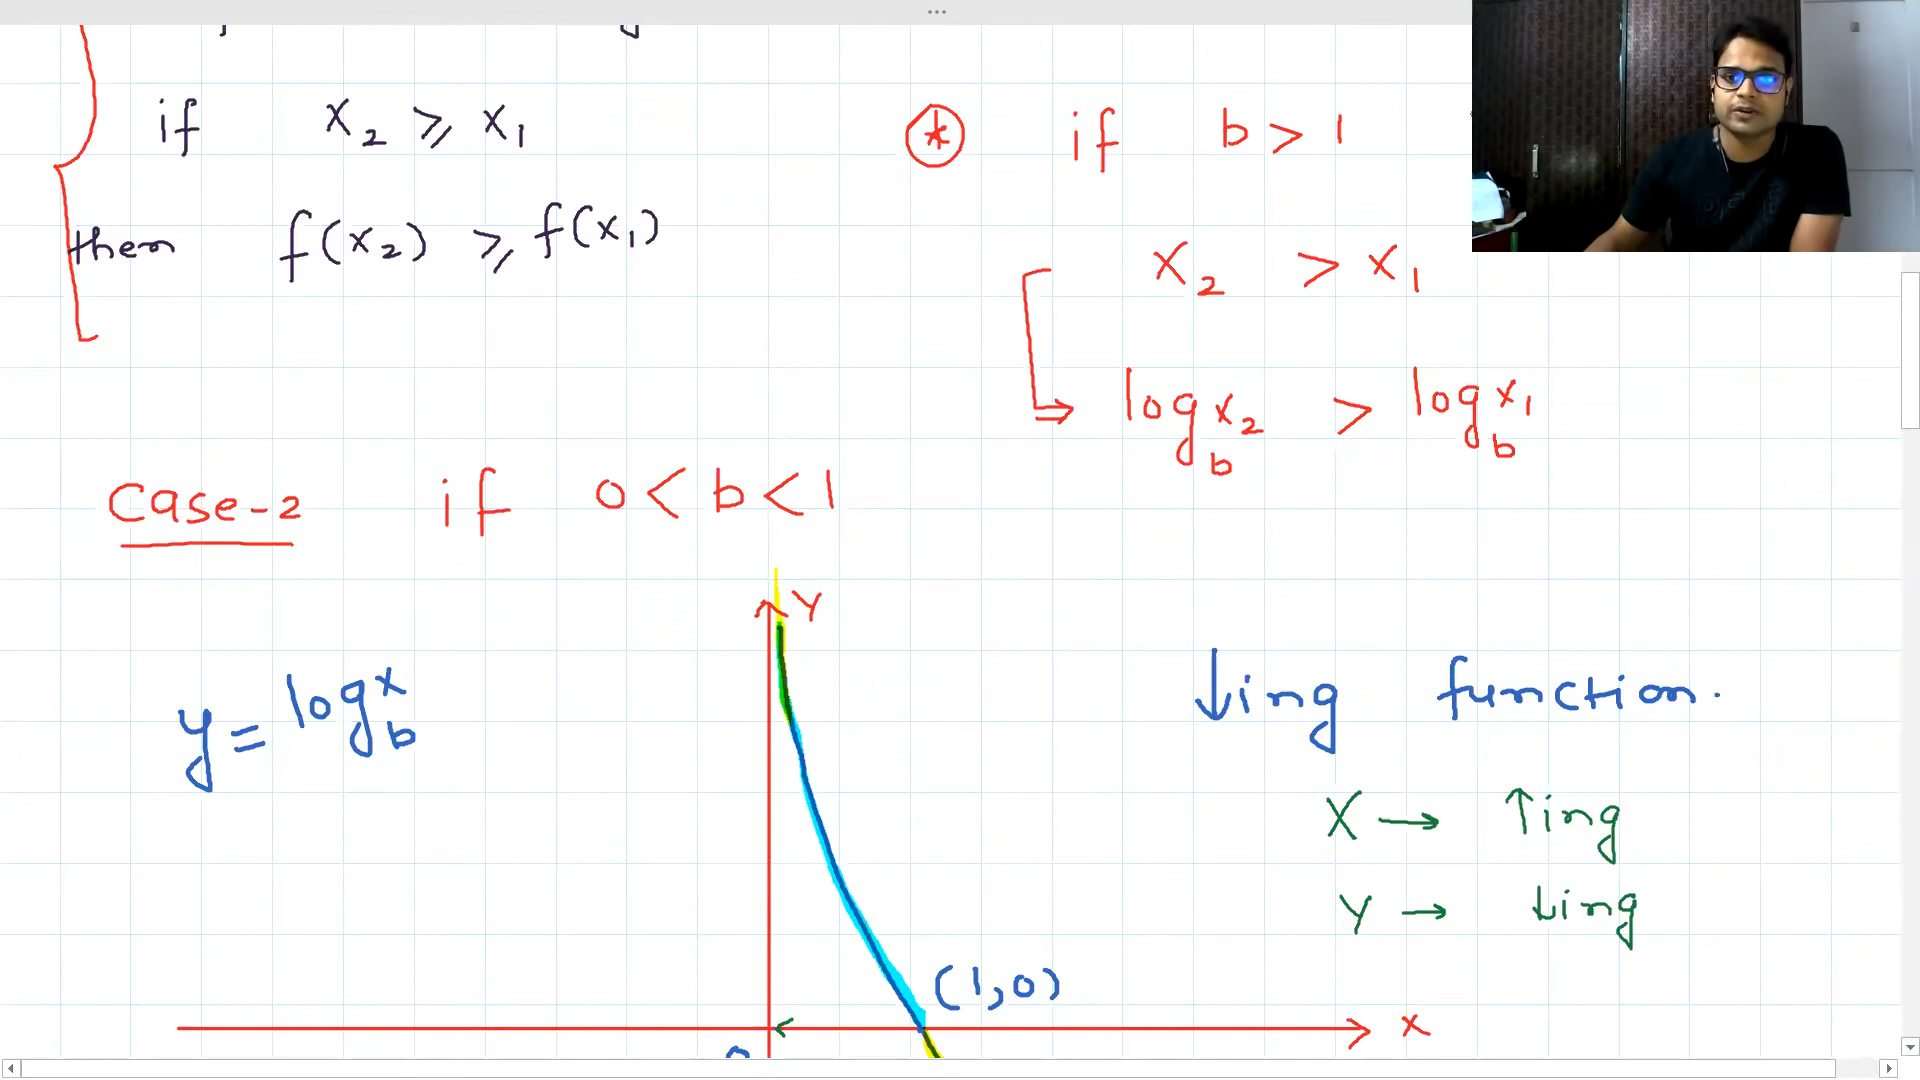 if x₂ ⩾ x₁
then f(x₂) ⩾ f(x₁)
⊛ if b > 1
x₂ > x₁
→ log_b x₂ > log_b x₁
Case-2 if 0 < b < 1
y = log_b x
Y
↓ing function.
X → ↑ing
Y → ↓ing
(1,0)
X